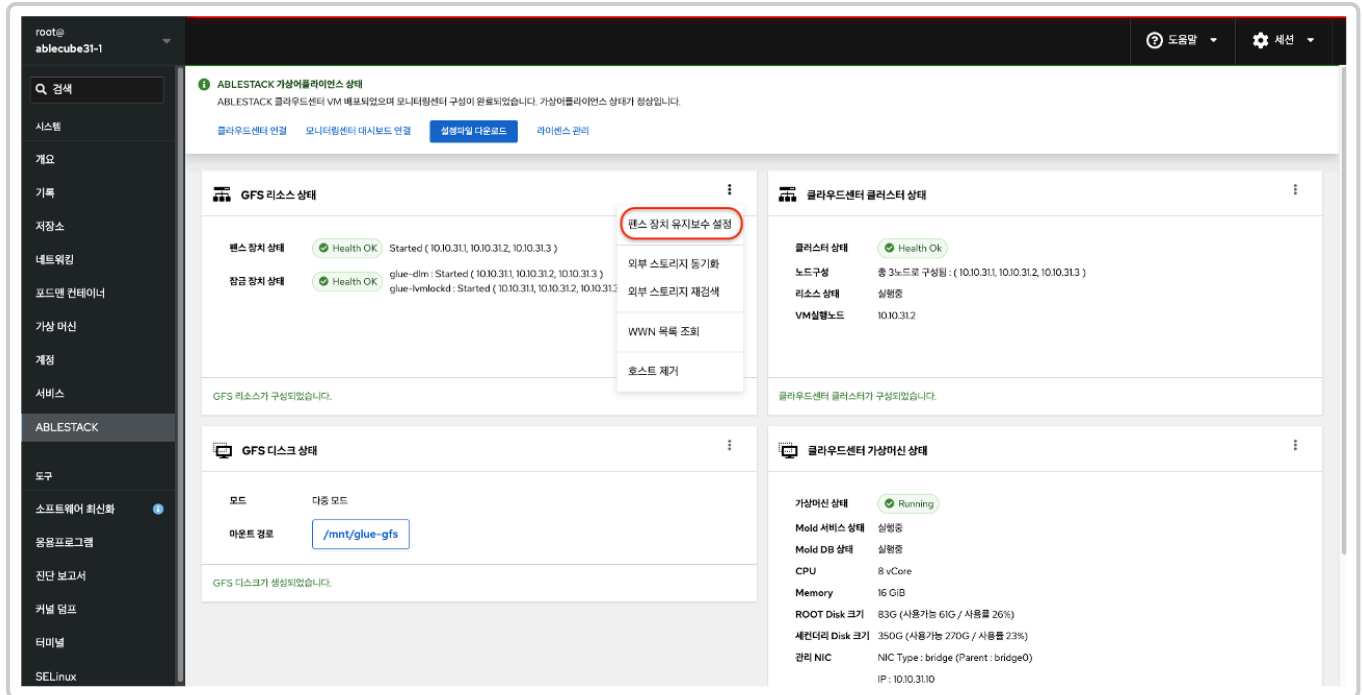 root@
ablecube31-1
도움말
세션
검색
시스템
개요
기록
저장소
네트워킹
포드맨 컨테이너
가상 머신
계정
서비스
ABLESTACK
도구
소프트웨어 최신화
응용프로그램
진단 보고서
커널 덤프
터미널
SELinux
ABLESTACK 가상어플라이언스 상태
ABLESTACK 클라우드센터 VM 배포되었으며 모니터링센터 구성이 완료되었습니다. 가상어플라이언스 상태가 정상입니다.
클라우드센터 연결 모니터링센터 대시보드 연결 설정파일 다운로드 라이센스 관리
GFS 리소스 상태
펜스 장치 상태 Health OK Started ( 10.10.31.1, 10.10.31.2, 10.10.31.3 )
잠금 장치 상태 Health OK glue-dlm : Started ( 10.10.31.1, 10.10.31.2, 10.10.31.3 )
glue-lvmlockd : Started ( 10.10.31.1, 10.10.31.2, 10.10.31.3
GFS 리소스가 구성되었습니다.
펜스 장치 유지보수 설정
외부 스토리지 동기화
외부 스토리지 재검색
WWN 목록 조회
호스트 제거
클라우드센터 클러스터 상태
클러스터 상태 Health Ok
노드구성 총 3노드로 구성됨 : ( 10.10.31.1, 10.10.31.2, 10.10.31.3 )
리소스 상태 실행중
VM실행노드 10.10.31.2
클라우드센터 클러스터가 구성되었습니다.
GFS 디스크 상태
모드 다중 모드
마운트 경로 /mnt/glue-gfs
GFS 디스크가 생성되었습니다.
클라우드센터 가상머신 상태
가상머신 상태 Running
Mold 서비스 상태 실행중
Mold DB 상태 실행중
CPU 8 vCore
Memory 16 GiB
ROOT Disk 크기 83G (사용가능 61G / 사용률 26%)
세컨더리 Disk 크기 350G (사용가능 270G / 사용률 23%)
관리 NIC NIC Type : bridge (Parent : bridge0)
IP : 10.10.31.10